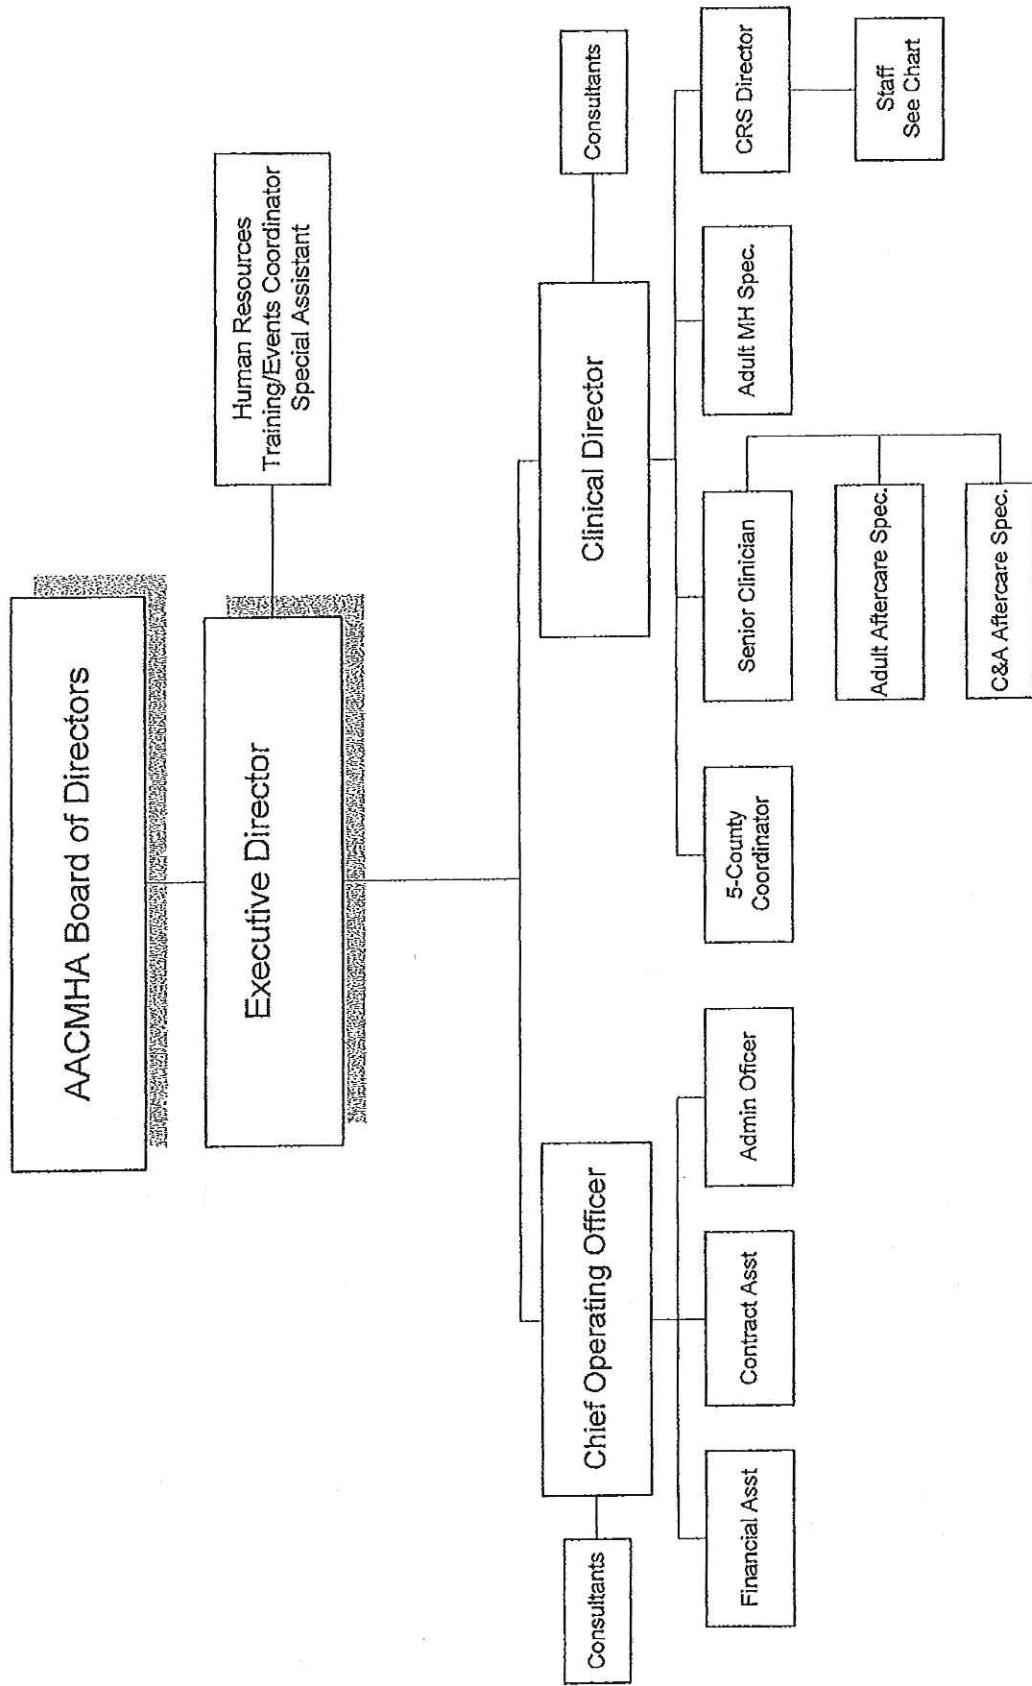 AACMHA Board of Directors
Executive Director
Human Resources
Training/Events Coordinator
Special Assistant
Consultants
Chief Operating Officer
Clinical Director
Consultants
Financial Asst
Contract Asst
Admin Oficer
5-County
Coordinator
Senior Clinician
Adult MH Spec.
CRS Director
Adult Aftercare Spec.
Staff
See Chart
C&A Aftercare Spec.